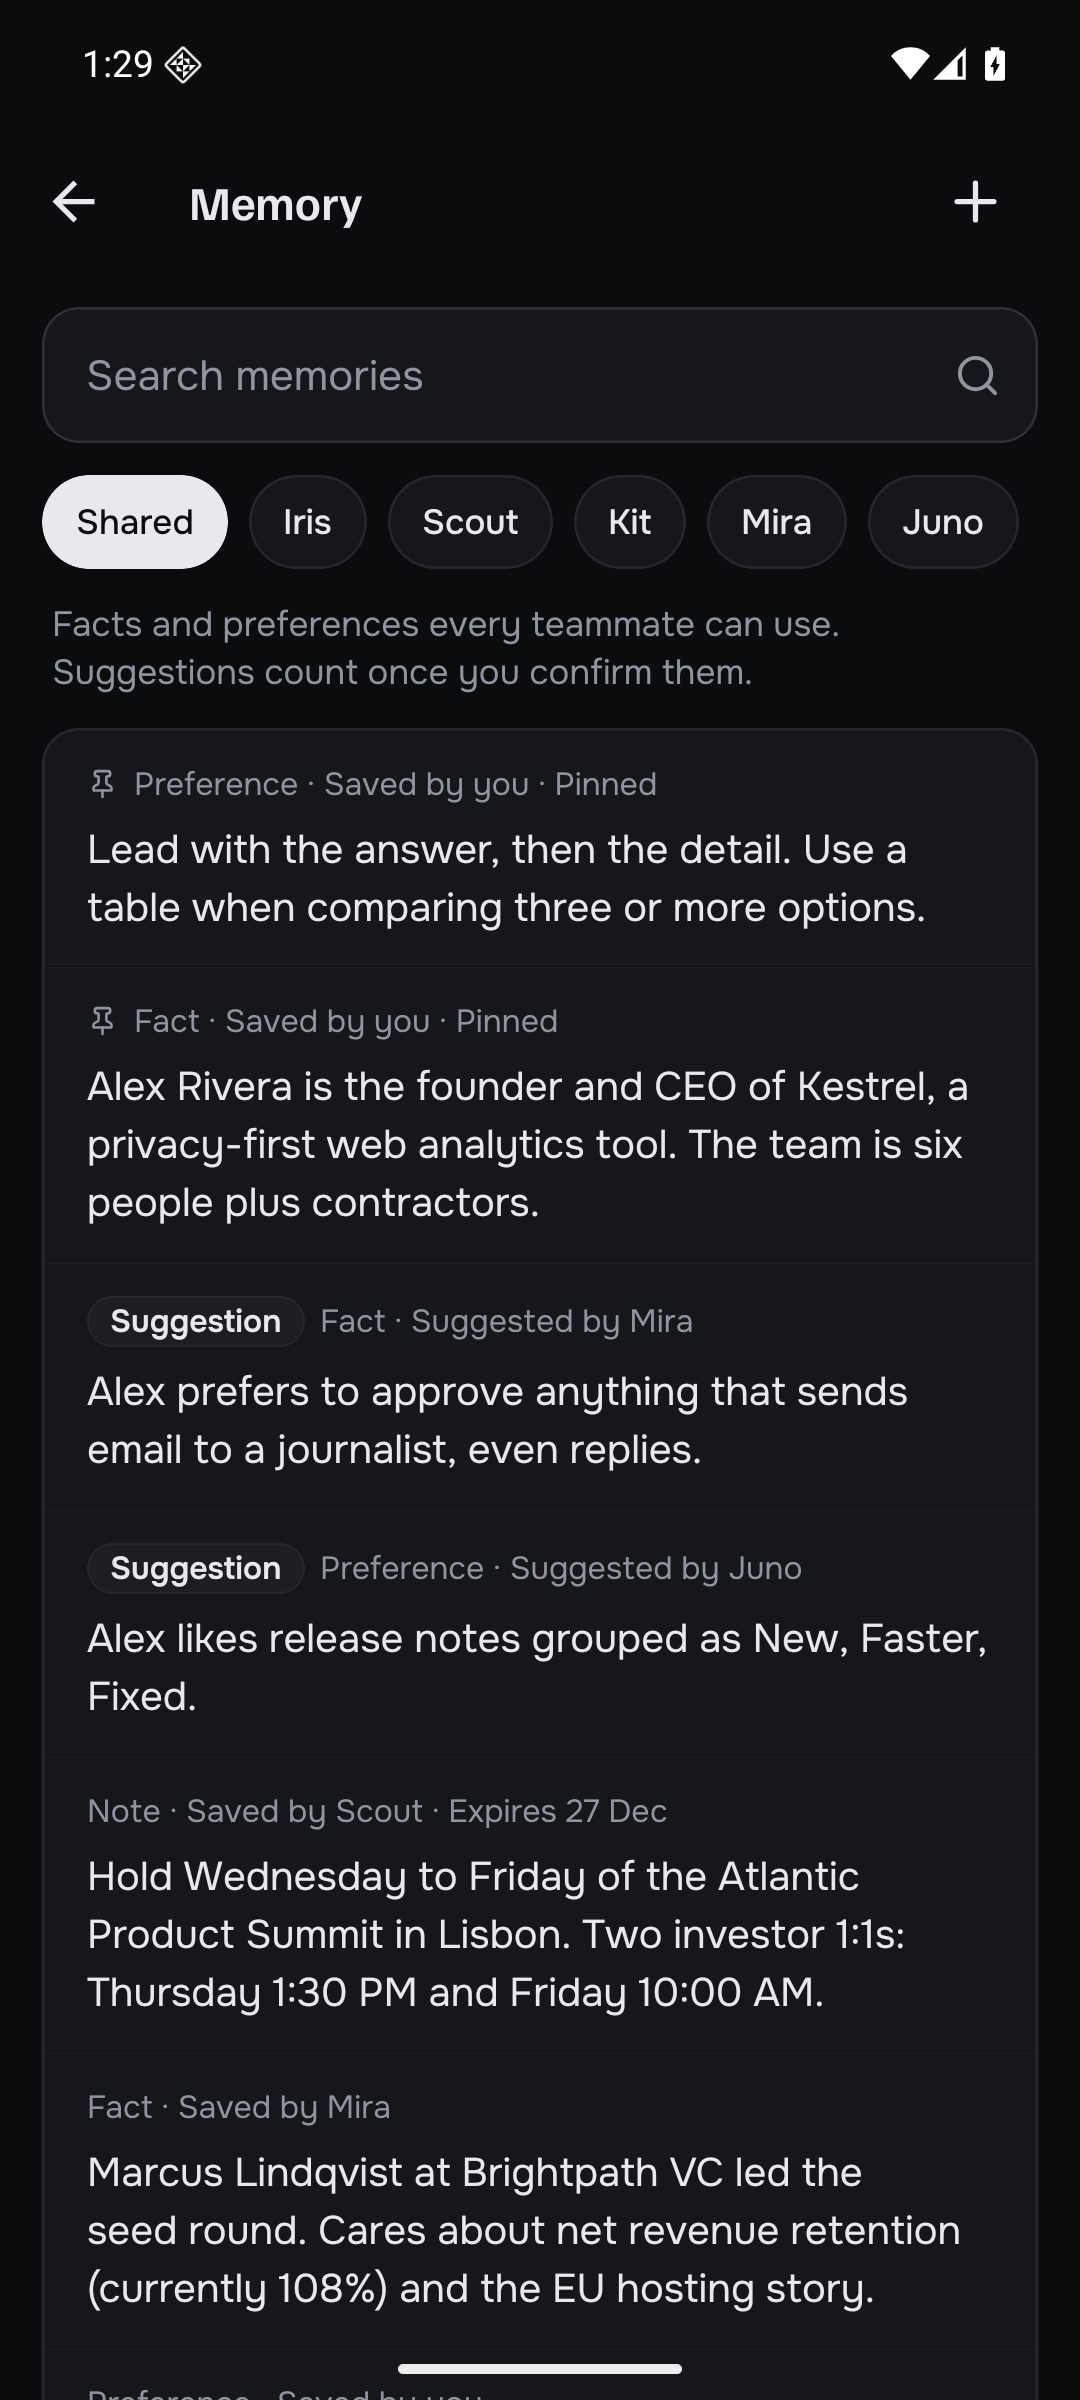 1:29
Memory
Search memories
Shared
Iris
Scout
Kit
Mira
Juno
Facts and preferences every teammate can use.
Suggestions count once you confirm them.
Preference · Saved by you · Pinned
Lead with the answer, then the detail. Use a
table when comparing three or more options.
Fact · Saved by you · Pinned
Alex Rivera is the founder and CEO of Kestrel, a
privacy-first web analytics tool. The team is six
people plus contractors.
Suggestion Fact · Suggested by Mira
Alex prefers to approve anything that sends
email to a journalist, even replies.
Suggestion Preference · Suggested by Juno
Alex likes release notes grouped as New, Faster,
Fixed.
Note · Saved by Scout · Expires 27 Dec
Hold Wednesday to Friday of the Atlantic
Product Summit in Lisbon. Two investor 1:1s:
Thursday 1:30 PM and Friday 10:00 AM.
Fact · Saved by Mira
Marcus Lindqvist at Brightpath VC led the
seed round. Cares about net revenue retention
(currently 108%) and the EU hosting story.
Preference · Saved by you